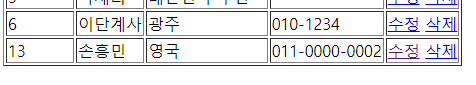 6 이단계사 광주 010-1234 수정 삭제
13 손흥민 영국 011-0000-0002 수정 삭제